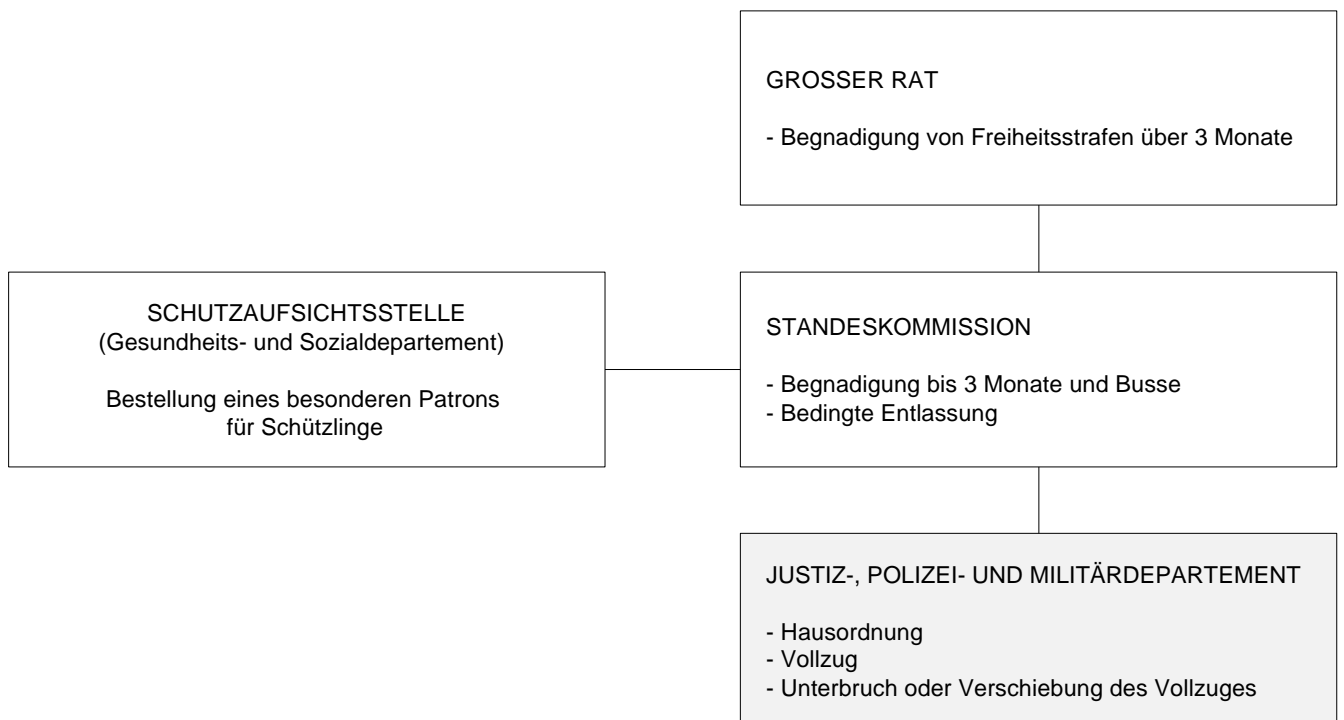 GROSSER RAT
- Begnadigung von Freiheitsstrafen über 3 Monate
SCHUTZAUFSICHTSSTELLE
(Gesundheits- und Sozialdepartement)
Bestellung eines besonderen Patrons
für Schützlinge
STANDESKOMMISSION
- Begnadigung bis 3 Monate und Busse
- Bedingte Entlassung
JUSTIZ-, POLIZEI- UND MILITÄRDEPARTEMENT
- Hausordnung
- Vollzug
- Unterbruch oder Verschiebung des Vollzuges